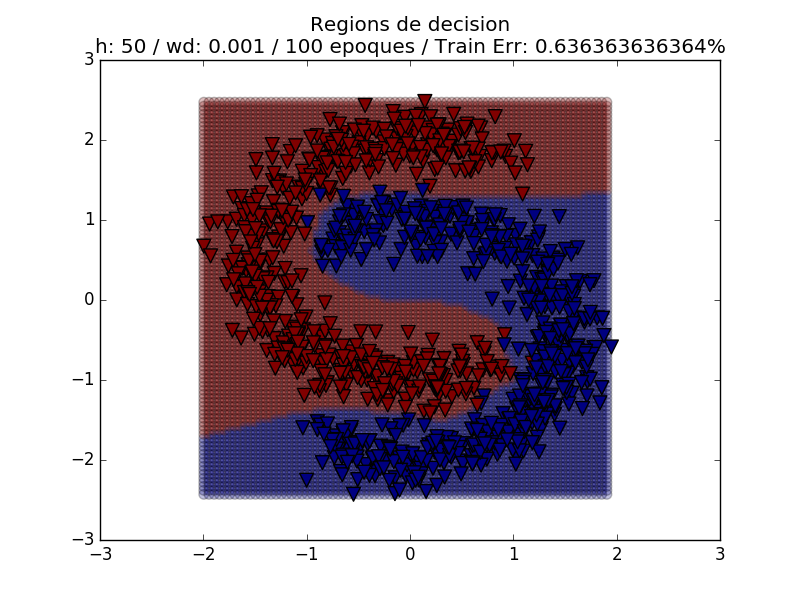 Regions de decision
h: 50 / wd: 0.001 / 100 epoques / Train Err: 0.636363636364%
3
2
1
0
−1
−2
−3
−3 −2 −1 0 1 2 3